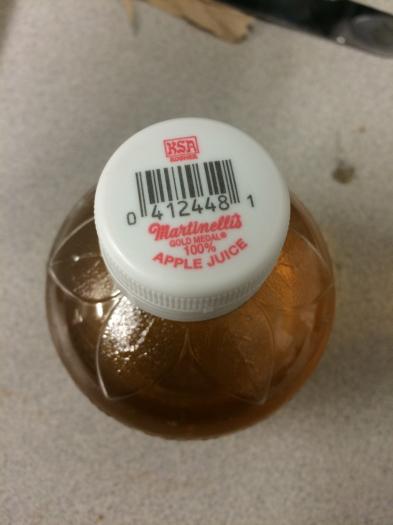 KSA
KOSHER
0 412448 1
Martinelli's
GOLD MEDAL®
100%
APPLE JUICE